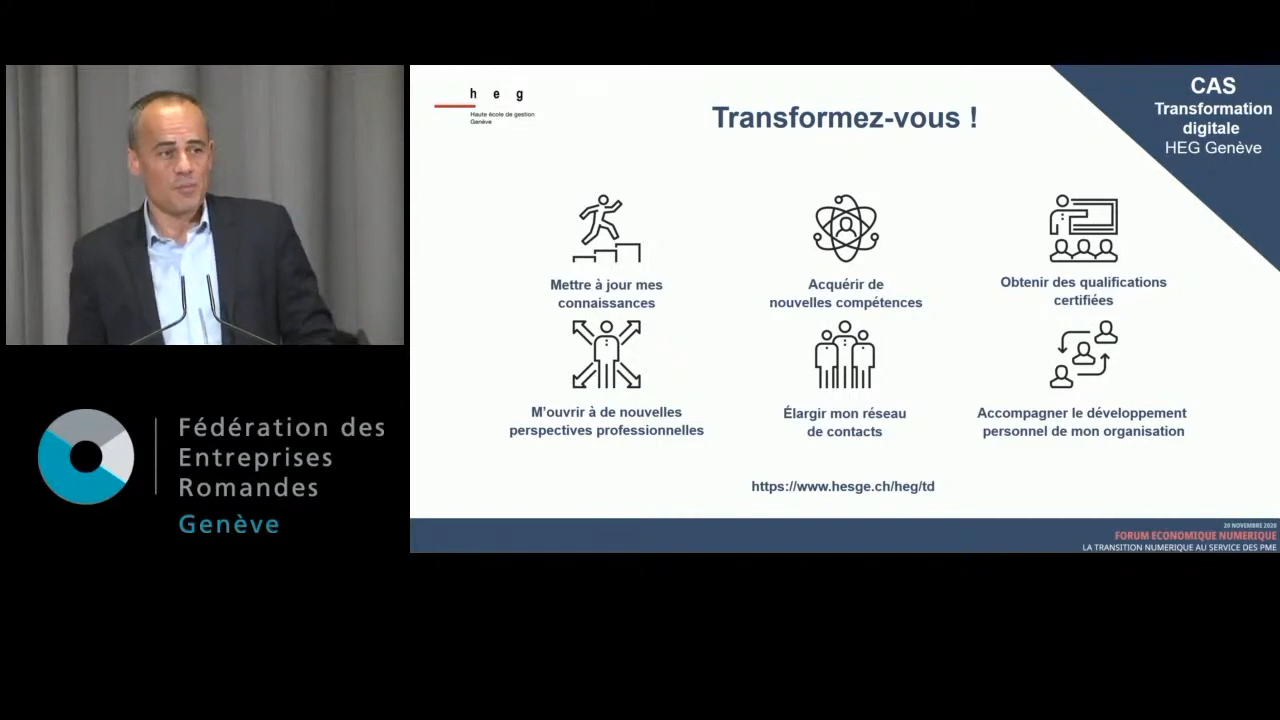 h e g
Haute école de gestion
Genève
Transformez-vous !
CAS
Transformation
digitale
HEG Genève
Mettre à jour mes
connaissances
Acquérir de
nouvelles compétences
Obtenir des qualifications
certifiées
M’ouvrir à de nouvelles
perspectives professionnelles
Élargir mon réseau
de contacts
Accompagner le développement
personnel de mon organisation
https://www.hesge.ch/heg/td
20 NOVEMBRE 2020
FORUM ECONOMIQUE NUMERIQUE
LA TRANSITION NUMERIQUE AU SERVICE DES PME
Fédération des
Entreprises
Romandes
Genève